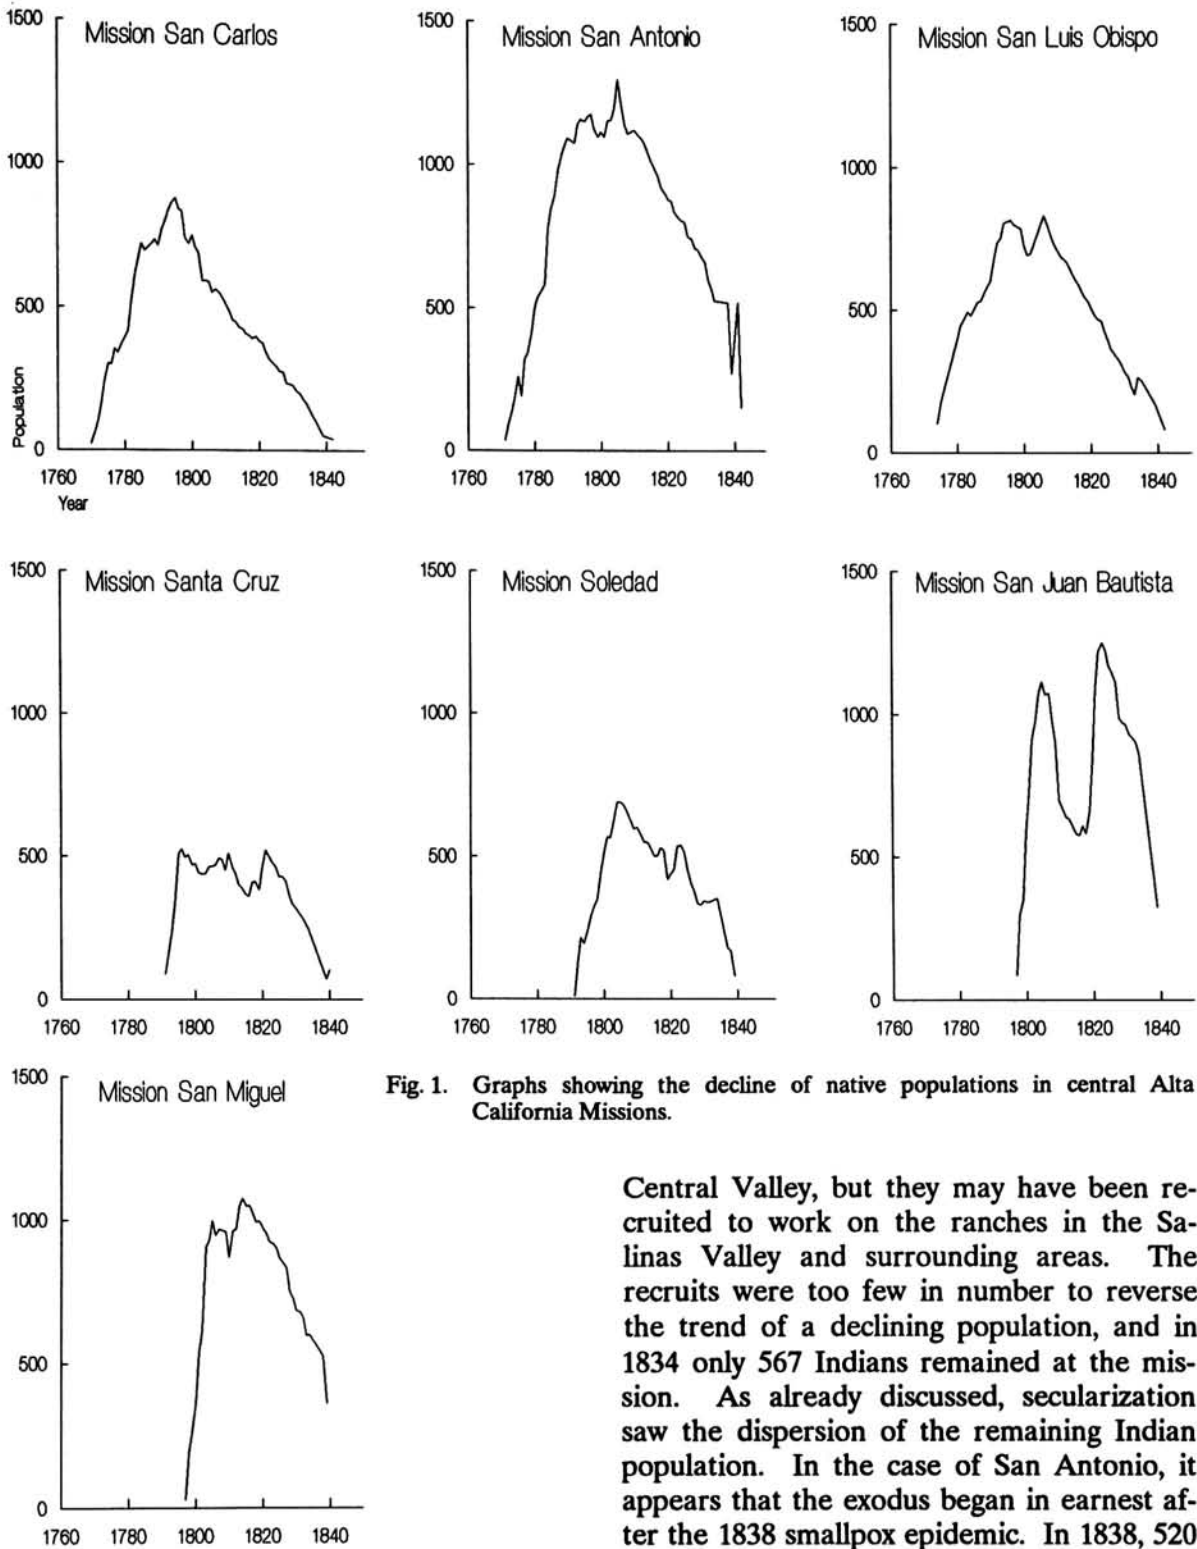 1500
Mission San Carlos
1000
500
Population
0
1760 1780 1800 1820 1840
Year
1500
Mission San Antonio
1000
500
0
1760 1780 1800 1820 1840
1500
Mission San Luis Obispo
1000
500
0
1760 1780 1800 1820 1840
1500
Mission Santa Cruz
1000
500
0
1760 1780 1800 1820 1840
1500
Mission Soledad
1000
500
0
1760 1780 1800 1820 1840
1500
Mission San Juan Bautista
1000
500
0
1760 1780 1800 1820 1840
1500
Mission San Miguel
1000
500
0
1760 1780 1800 1820 1840
Fig. 1. Graphs showing the decline of native populations in central Alta
California Missions.
Central Valley, but they may have been re-
cruited to work on the ranches in the Sa-
linas Valley and surrounding areas. The
recruits were too few in number to reverse
the trend of a declining population, and in
1834 only 567 Indians remained at the mis-
sion. As already discussed, secularization
saw the dispersion of the remaining Indian
population. In the case of San Antonio, it
appears that the exodus began in earnest af-
ter the 1838 smallpox epidemic. In 1838, 520